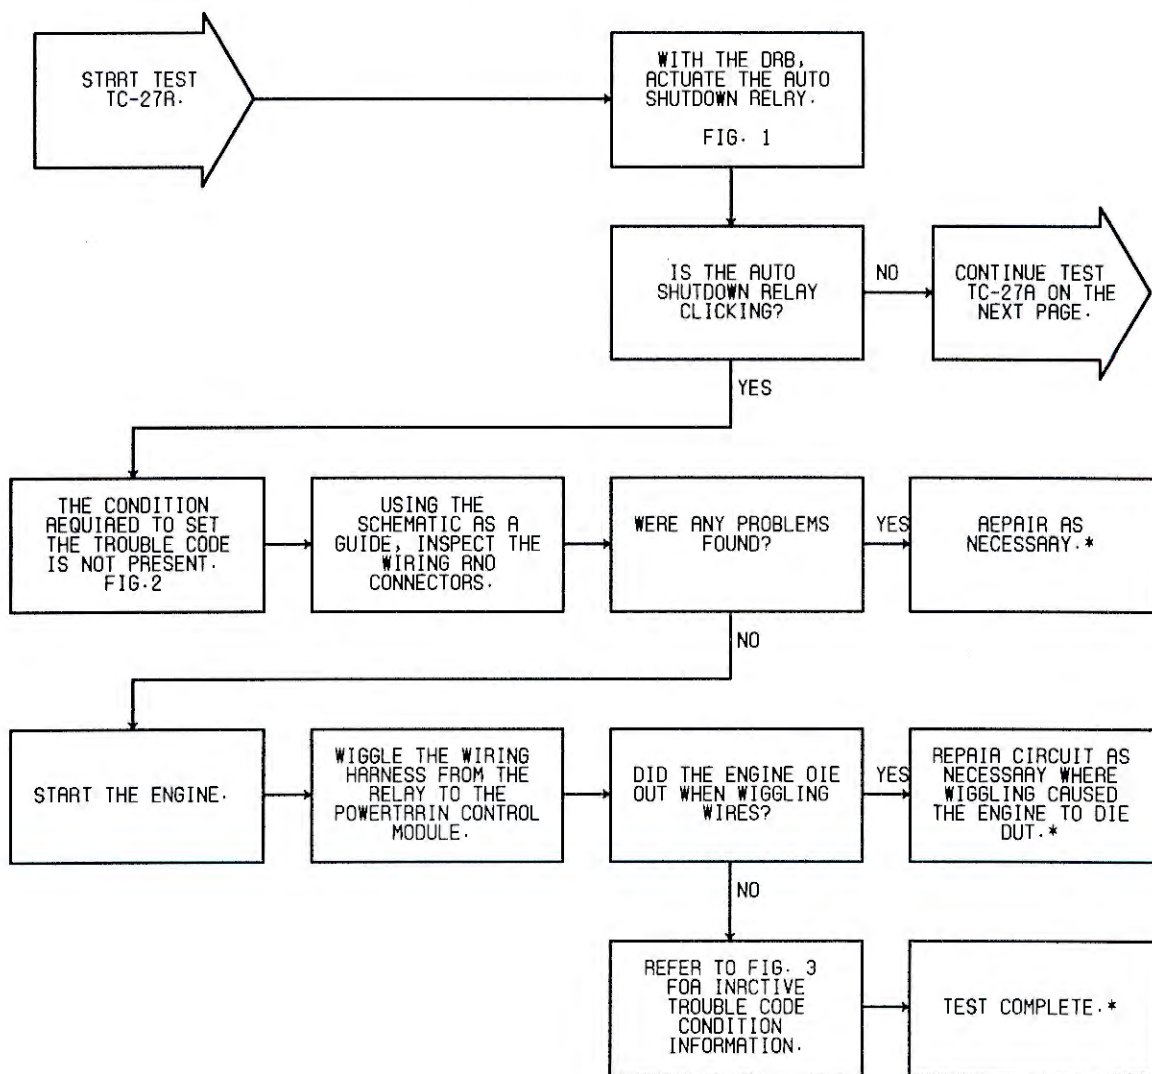 START TEST
TC-27A.
WITH THE DRB,
ACTUATE THE AUTO
SHUTDOWN RELAY.
FIG. 1
IS THE AUTO
SHUTDOWN RELAY
CLICKING?
NO
CONTINUE TEST
TC-27A ON THE
NEXT PAGE.
YES
THE CONDITION
REQUIRED TO SET
THE TROUBLE CODE
IS NOT PRESENT.
FIG.2
USING THE
SCHEMATIC AS A
GUIDE, INSPECT THE
WIRING AND
CONNECTORS.
WERE ANY PROBLEMS
FOUND?
YES
REPAIR AS
NECESSARY.*
NO
START THE ENGINE.
WIGGLE THE WIRING
HARNESS FROM THE
RELAY TO THE
POWERTRAIN CONTROL
MODULE.
DID THE ENGINE DIE
OUT WHEN WIGGLING
WIRES?
YES
REPAIR CIRCUIT AS
NECESSARY WHERE
WIGGLING CAUSED
THE ENGINE TO DIE
OUT.*
NO
REFER TO FIG. 3
FOR INACTIVE
TROUBLE CODE
CONDITION
INFORMATION.
TEST COMPLETE.*